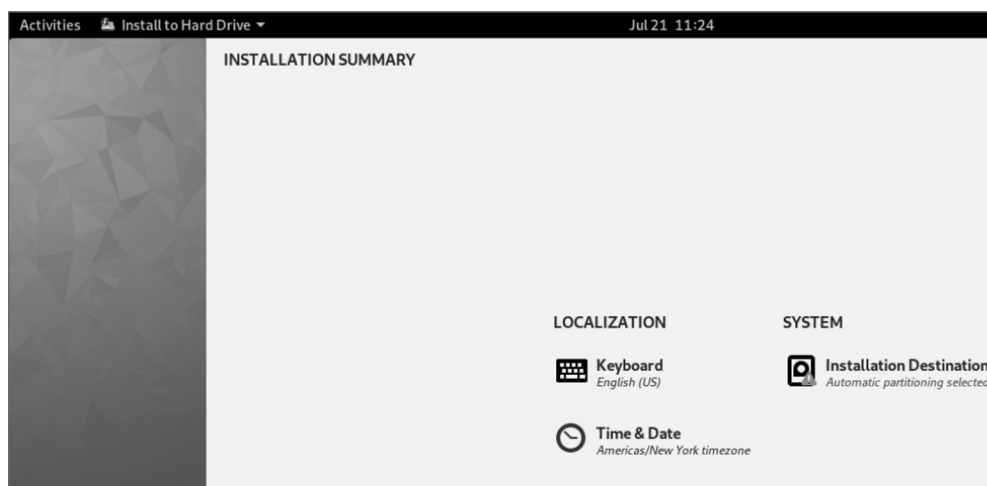 Activities Install to Hard Drive Jul 21 11:24
INSTALLATION SUMMARY
LOCALIZATION
Keyboard
English (US)
Time & Date
Americas/New York timezone
SYSTEM
Installation Destination
Automatic partitioning selected